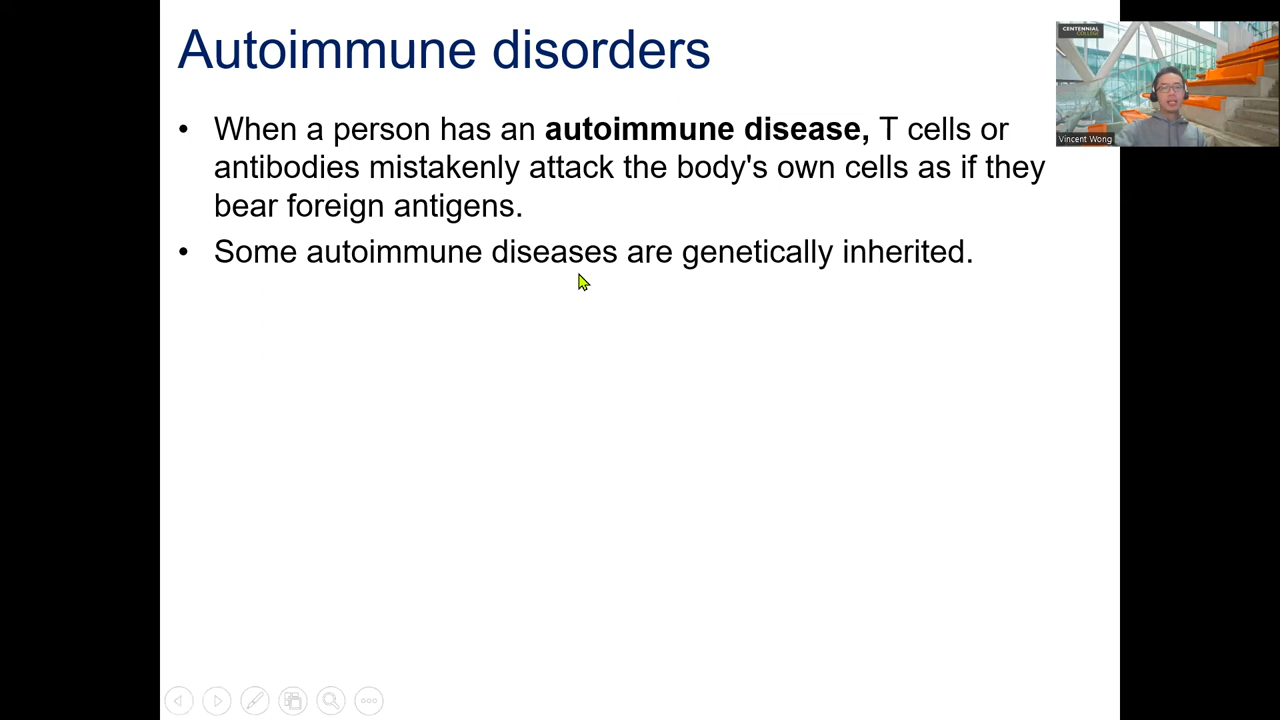 Autoimmune disorders
• When a person has an autoimmune disease, T cells or
antibodies mistakenly attack the body's own cells as if they
bear foreign antigens.
• Some autoimmune diseases are genetically inherited.
CENTENNIAL
COLLEGE
Vincent Wong